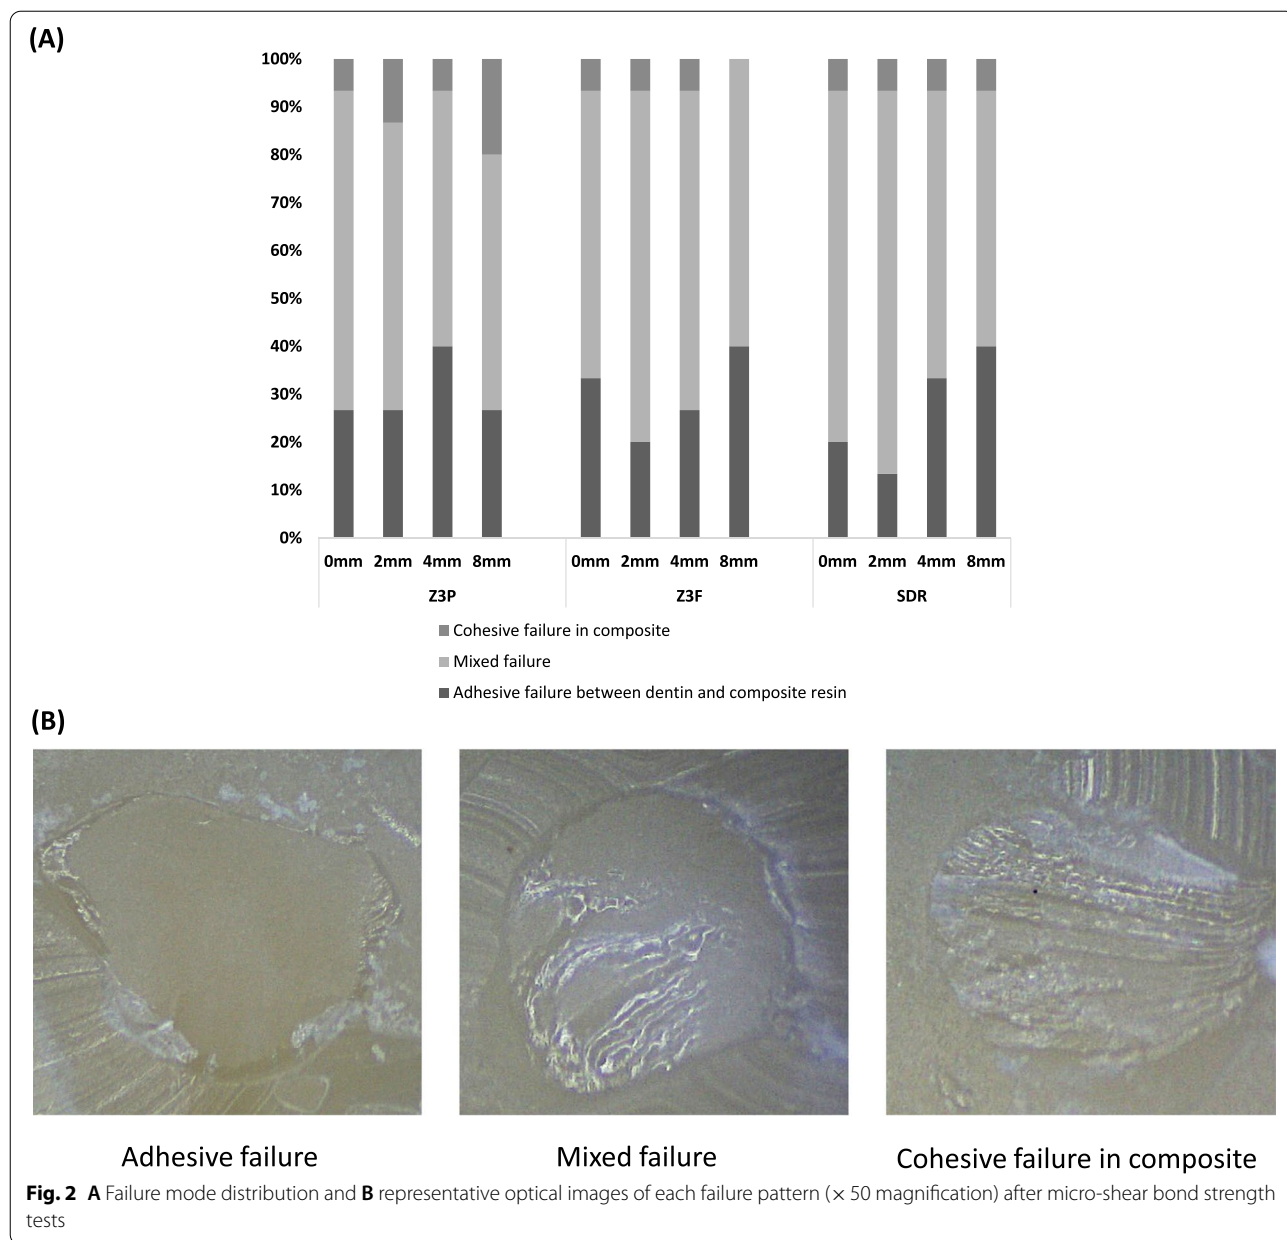 (A)
100%
90%
80%
70%
60%
50%
40%
30%
20%
10%
0%
0mm 2mm 4mm 8mm 0mm 2mm 4mm 8mm 0mm 2mm 4mm 8mm
Z3P Z3F SDR
Cohesive failure in composite
Mixed failure
Adhesive failure between dentin and composite resin
(B)
Adhesive failure Mixed failure Cohesive failure in composite
Fig. 2 A Failure mode distribution and B representative optical images of each failure pattern (× 50 magnification) after micro-shear bond strength
tests